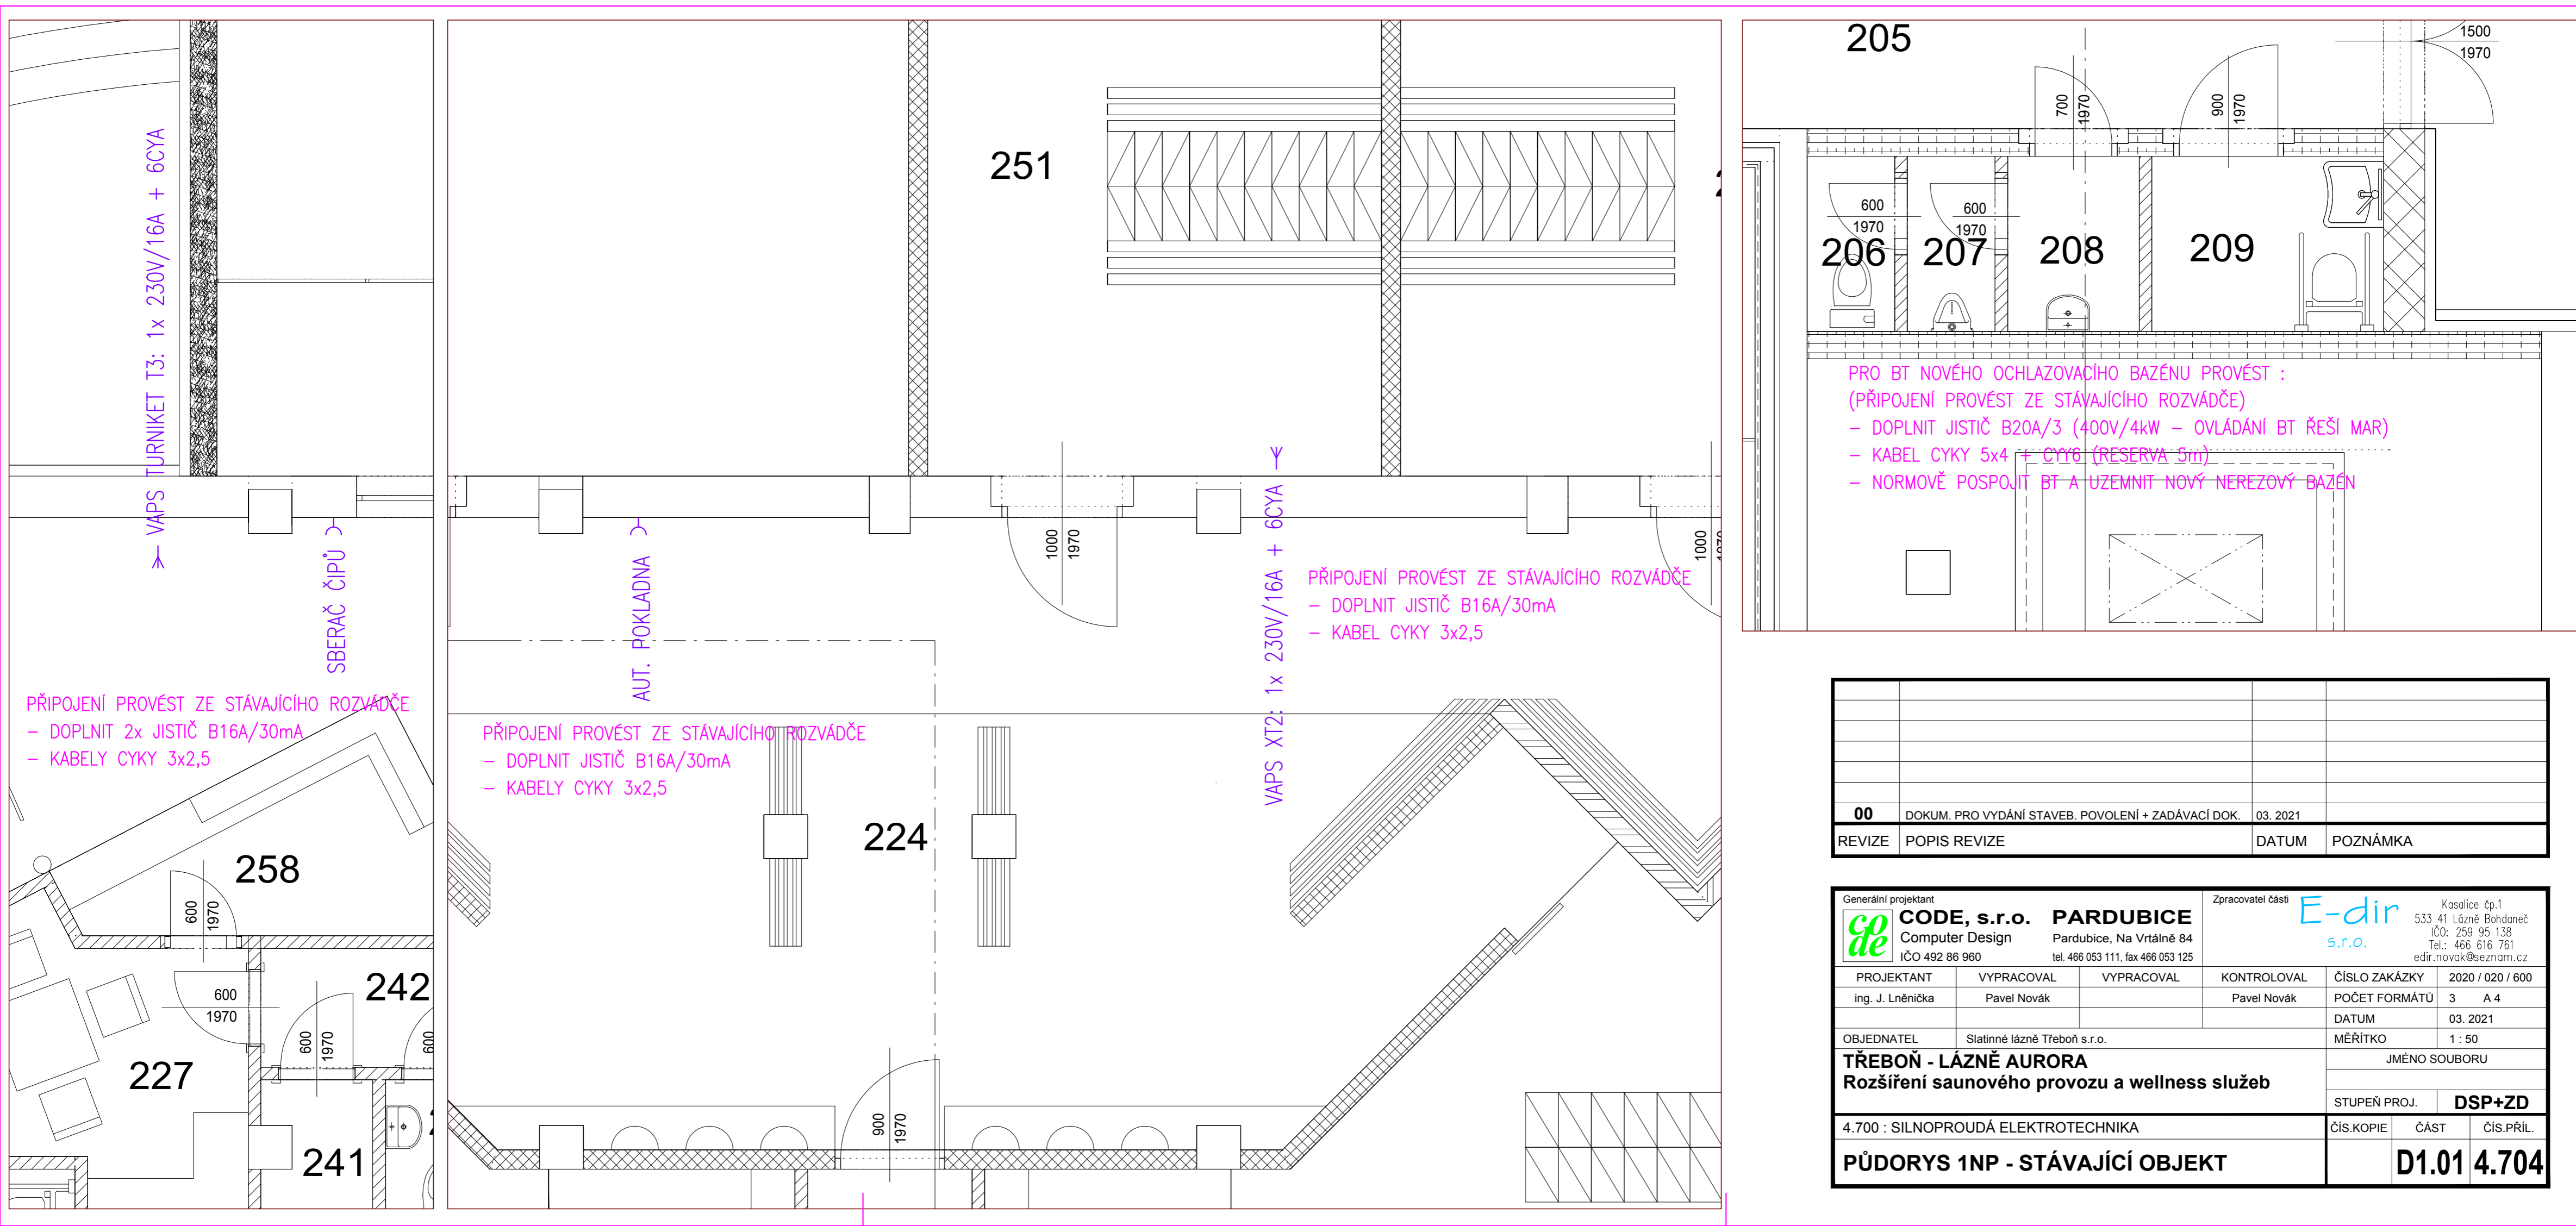 VAPS TURNIKET T3: 1x 230V/16A + 6CYA
SBERAČ ČIPŮ
PŘIPOJENÍ PROVÉST ZE STÁVAJÍCÍHO ROZVÁDČE
– DOPLNIT 2x JISTIČ B16A/30mA
– KABELY CYKY 3x2,5
258
600
1970
600
1970
242
600
1970
600
227
241
251
1000
1970
1000
1970
AUT. POKLADNA
VAPS XT2: 1x 230V/16A + 6CYA
PŘIPOJENÍ PROVÉST ZE STÁVAJÍCÍHO ROZVÁDČE
– DOPLNIT JISTIČ B16A/30mA
– KABEL CYKY 3x2,5
PŘIPOJENÍ PROVÉST ZE STÁVAJÍCÍHO ROZVÁDČE
– DOPLNIT JISTIČ B16A/30mA
– KABELY CYKY 3x2,5
224
900
1970
205
1500
1970
700
1970
900
1970
600
1970
600
1970
206
207
208
209
PRO BT NOVÉHO OCHLAZOVACÍHO BAZÉNU PROVÉST :
(PŘIPOJENÍ PROVÉST ZE STÁVAJÍCÍHO ROZVÁDČE)
– DOPLNIT JISTIČ B20A/3 (400V/4kW – OVLÁDÁNÍ BT ŘEŠÍ MAR)
– KABEL CYKY 5x4 + CYY6 (RESERVA 5m)
– NORMOVĚ POSPOJIT BT A UZEMNIT NOVÝ NEREZOVÝ BAZÉN
00 DOKUM. PRO VYDÁNÍ STAVEB. POVOLENÍ + ZADÁVACÍ DOK. 03. 2021
REVIZE POPIS REVIZE DATUM POZNÁMKA
Generální projektant
code
CODE, s.r.o. PARDUBICE
Computer Design Pardubice, Na Vrtálně 84
IČO 492 86 960 tel. 466 053 111, fax 466 053 125
Zpracovatel části
E-dir
s.r.o.
Kasalice čp.1
533 41 Lázně Bohdaneč
IČO: 259 95 138
Tel.: 466 616 761
edir.novak@seznam.cz
PROJEKTANT VYPRACOVAL VYPRACOVAL KONTROLOVAL ČÍSLO ZAKÁZKY 2020 / 020 / 600
ing. J. Lněnička Pavel Novák Pavel Novák POČET FORMÁTŮ 3 A 4
DATUM 03. 2021
OBJEDNATEL Slatinné lázně Třeboň s.r.o. MĚŘÍTKO 1 : 50
TŘEBOŇ - LÁZNĚ AURORA
Rozšíření saunového provozu a wellness služeb
JMÉNO SOUBORU
STUPEŇ PROJ. DSP+ZD
4.700 : SILNOPROUDÁ ELEKTROTECHNIKA
ČÍS.KOPIE ČÁST ČÍS.PŘÍL.
PŮDORYS 1NP - STÁVAJÍCÍ OBJEKT
D1.01 4.704